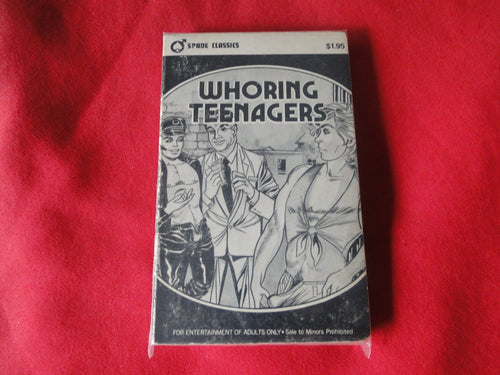 SPADE CLASSICS
$1.95
WHORING
TEENAGERS
FOR ENTERTAINMENT OF ADULTS ONLY • Sale to Minors Prohibited